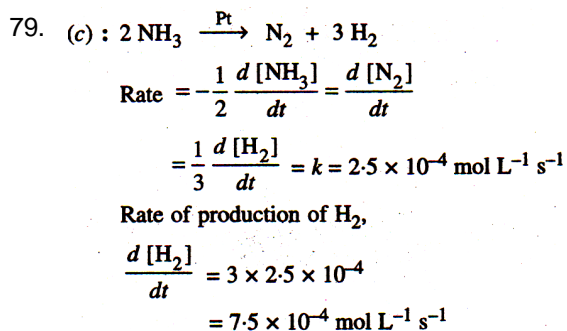 79. (c) : 2 NH₃ —Pt→ N₂ + 3 H₂
Rate = −1/2 d [NH₃]/dt = d [N₂]/dt
= 1/3 d [H₂]/dt = k = 2·5 × 10⁻⁴ mol L⁻¹ s⁻¹
Rate of production of H₂,
d [H₂]/dt = 3 × 2·5 × 10⁻⁴
= 7·5 × 10⁻⁴ mol L⁻¹ s⁻¹